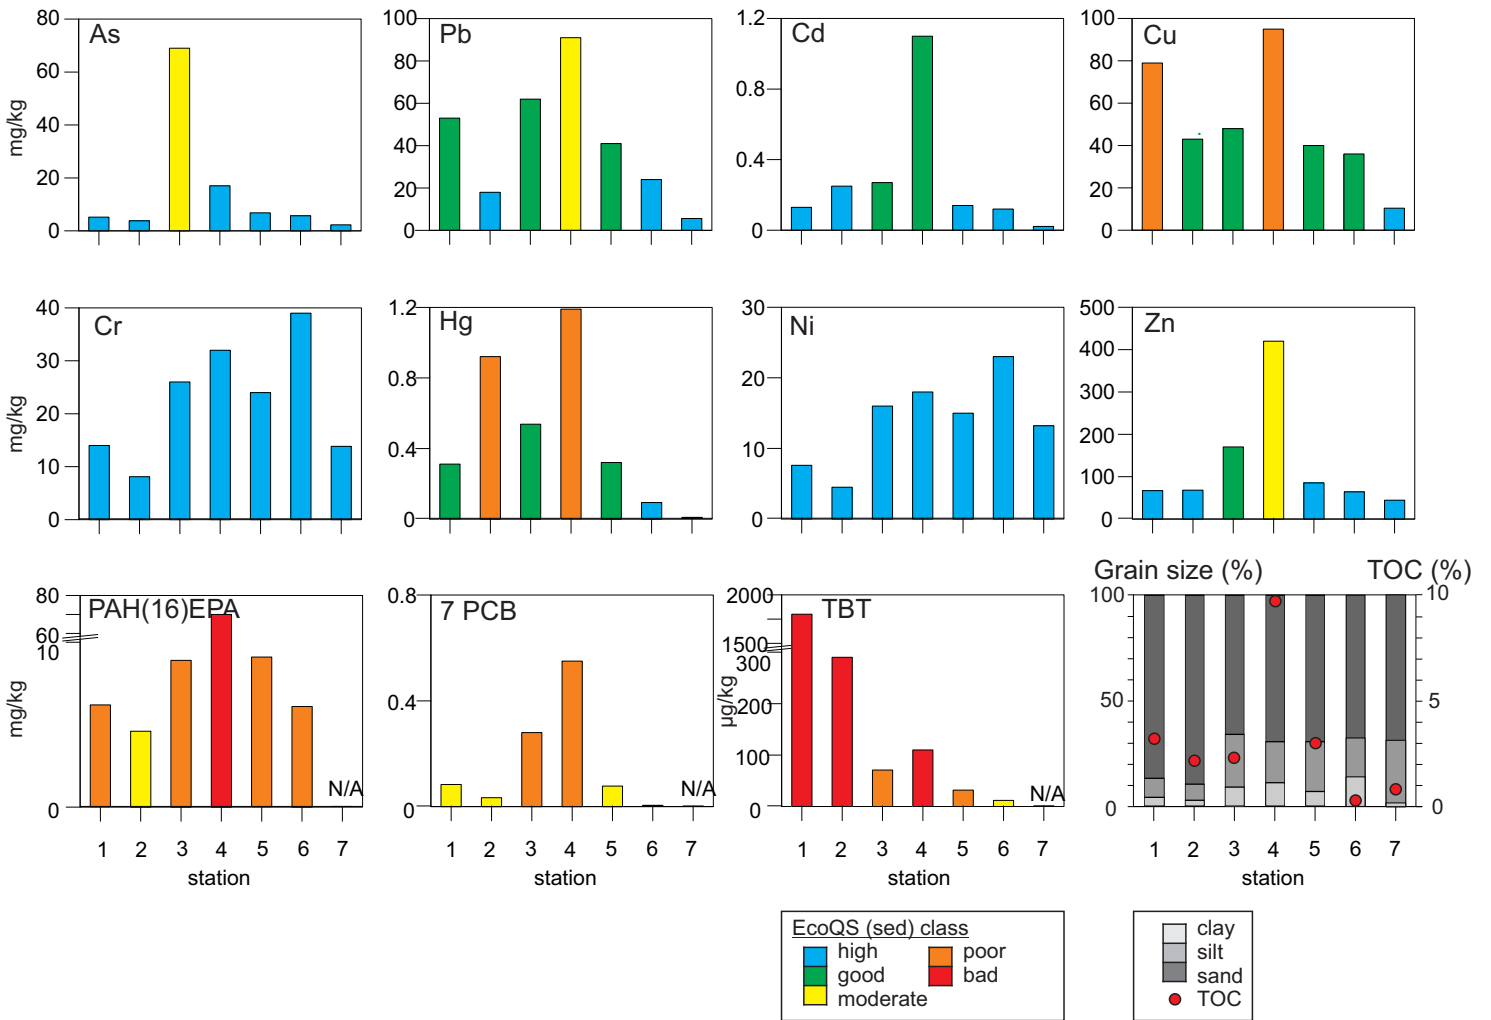 As
80
60
40
20
0
mg/kg
Pb
100
80
60
40
20
0
Cd
1.2
0.8
0.4
0
Cu
100
80
60
40
20
0
Cr
40
30
20
10
0
mg/kg
Hg
1.2
0.8
0.4
0
Ni
30
20
10
0
Zn
500
400
300
200
100
0
PAH(16)EPA
80
60
10
0
mg/kg
N/A
1 2 3 4 5 6 7
station
7 PCB
0.8
0.4
0
N/A
1 2 3 4 5 6 7
station
TBT
2000
1500
300
200
100
0
µg/kg
N/A
1 2 3 4 5 6 7
station
Grain size (%) TOC (%)
100
50
0
10
5
0
1 2 3 4 5 6 7
station
EcoQS (sed) class
high
good
moderate
poor
bad
clay
silt
sand
TOC